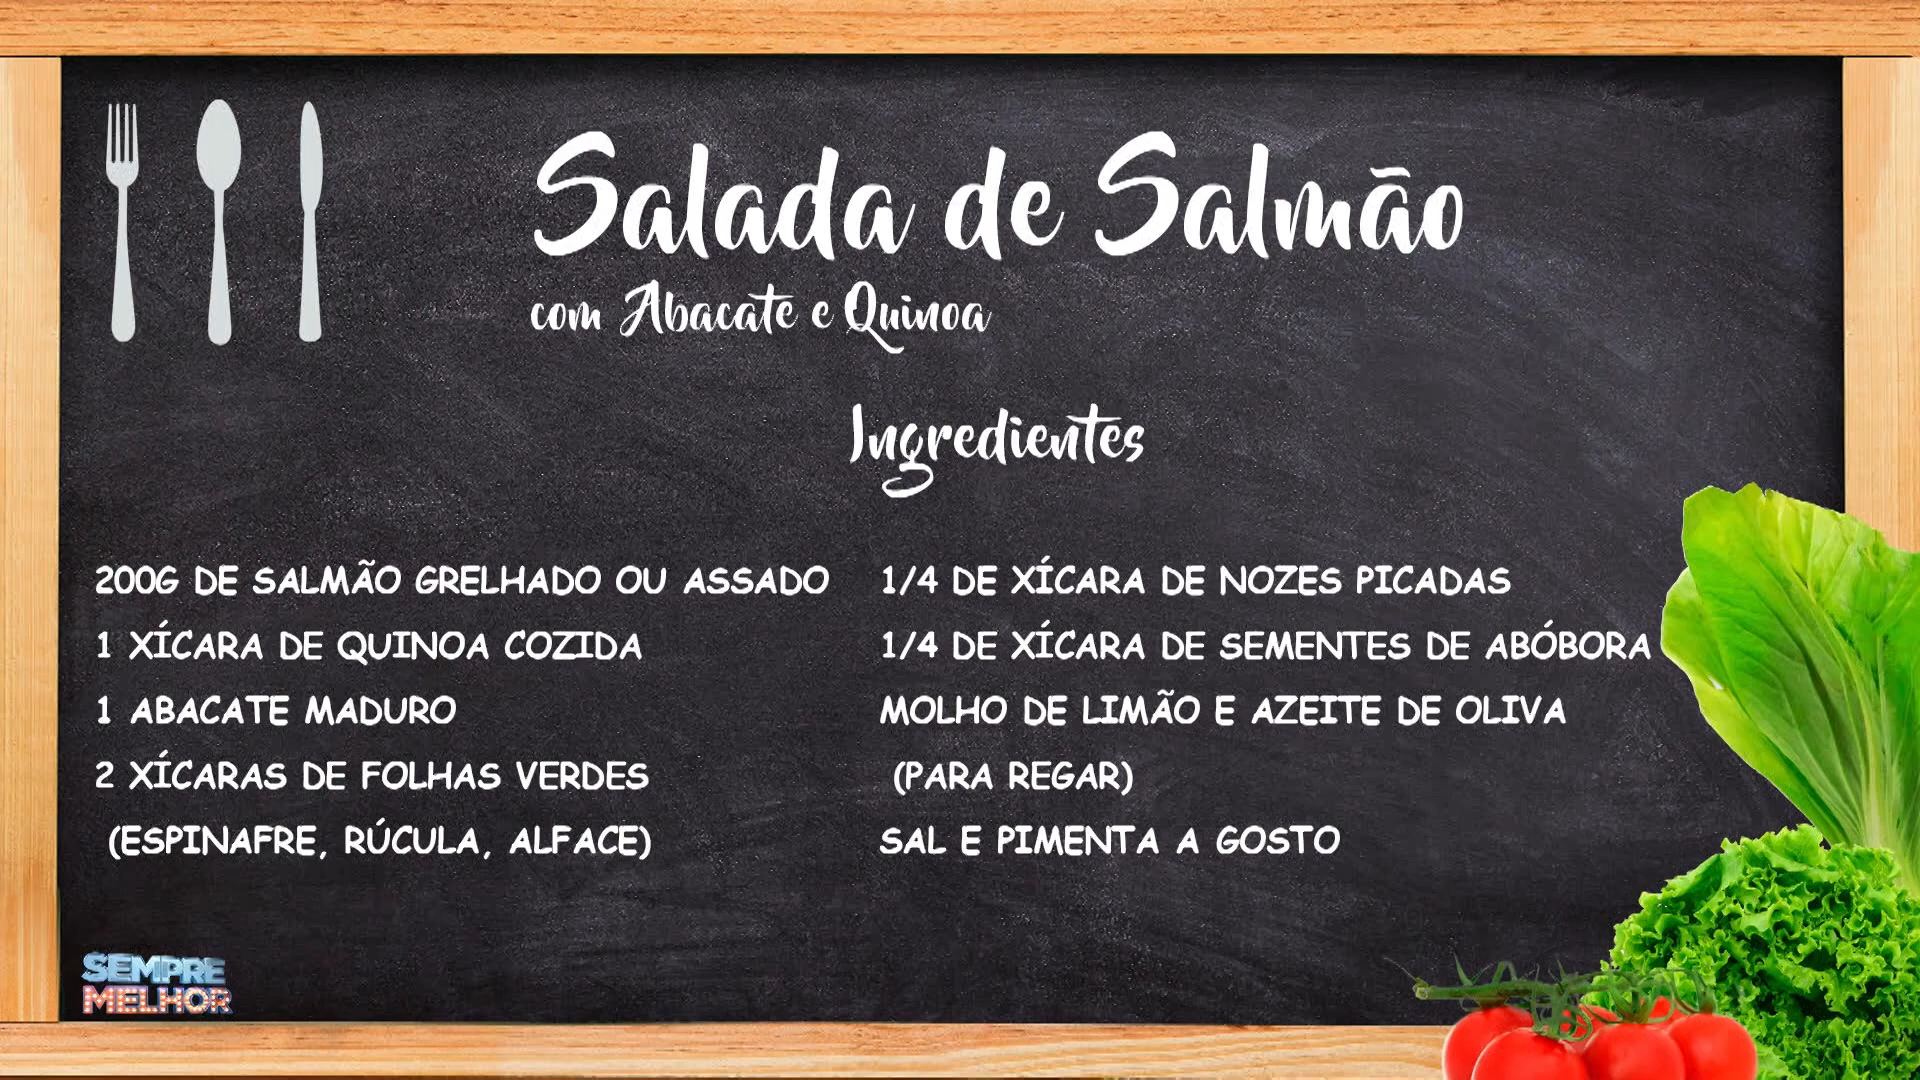 Salada de Salmão
com Abacate e Quinoa
Ingredientes
200G DE SALMÃO GRELHADO OU ASSADO
1 XÍCARA DE QUINOA COZIDA
1 ABACATE MADURO
2 XÍCARAS DE FOLHAS VERDES
(ESPINAFRE, RÚCULA, ALFACE)
1/4 DE XÍCARA DE NOZES PICADAS
1/4 DE XÍCARA DE SEMENTES DE ABÓBORA
MOLHO DE LIMÃO E AZEITE DE OLIVA
(PARA REGAR)
SAL E PIMENTA A GOSTO
SEMPRE
MELHOR